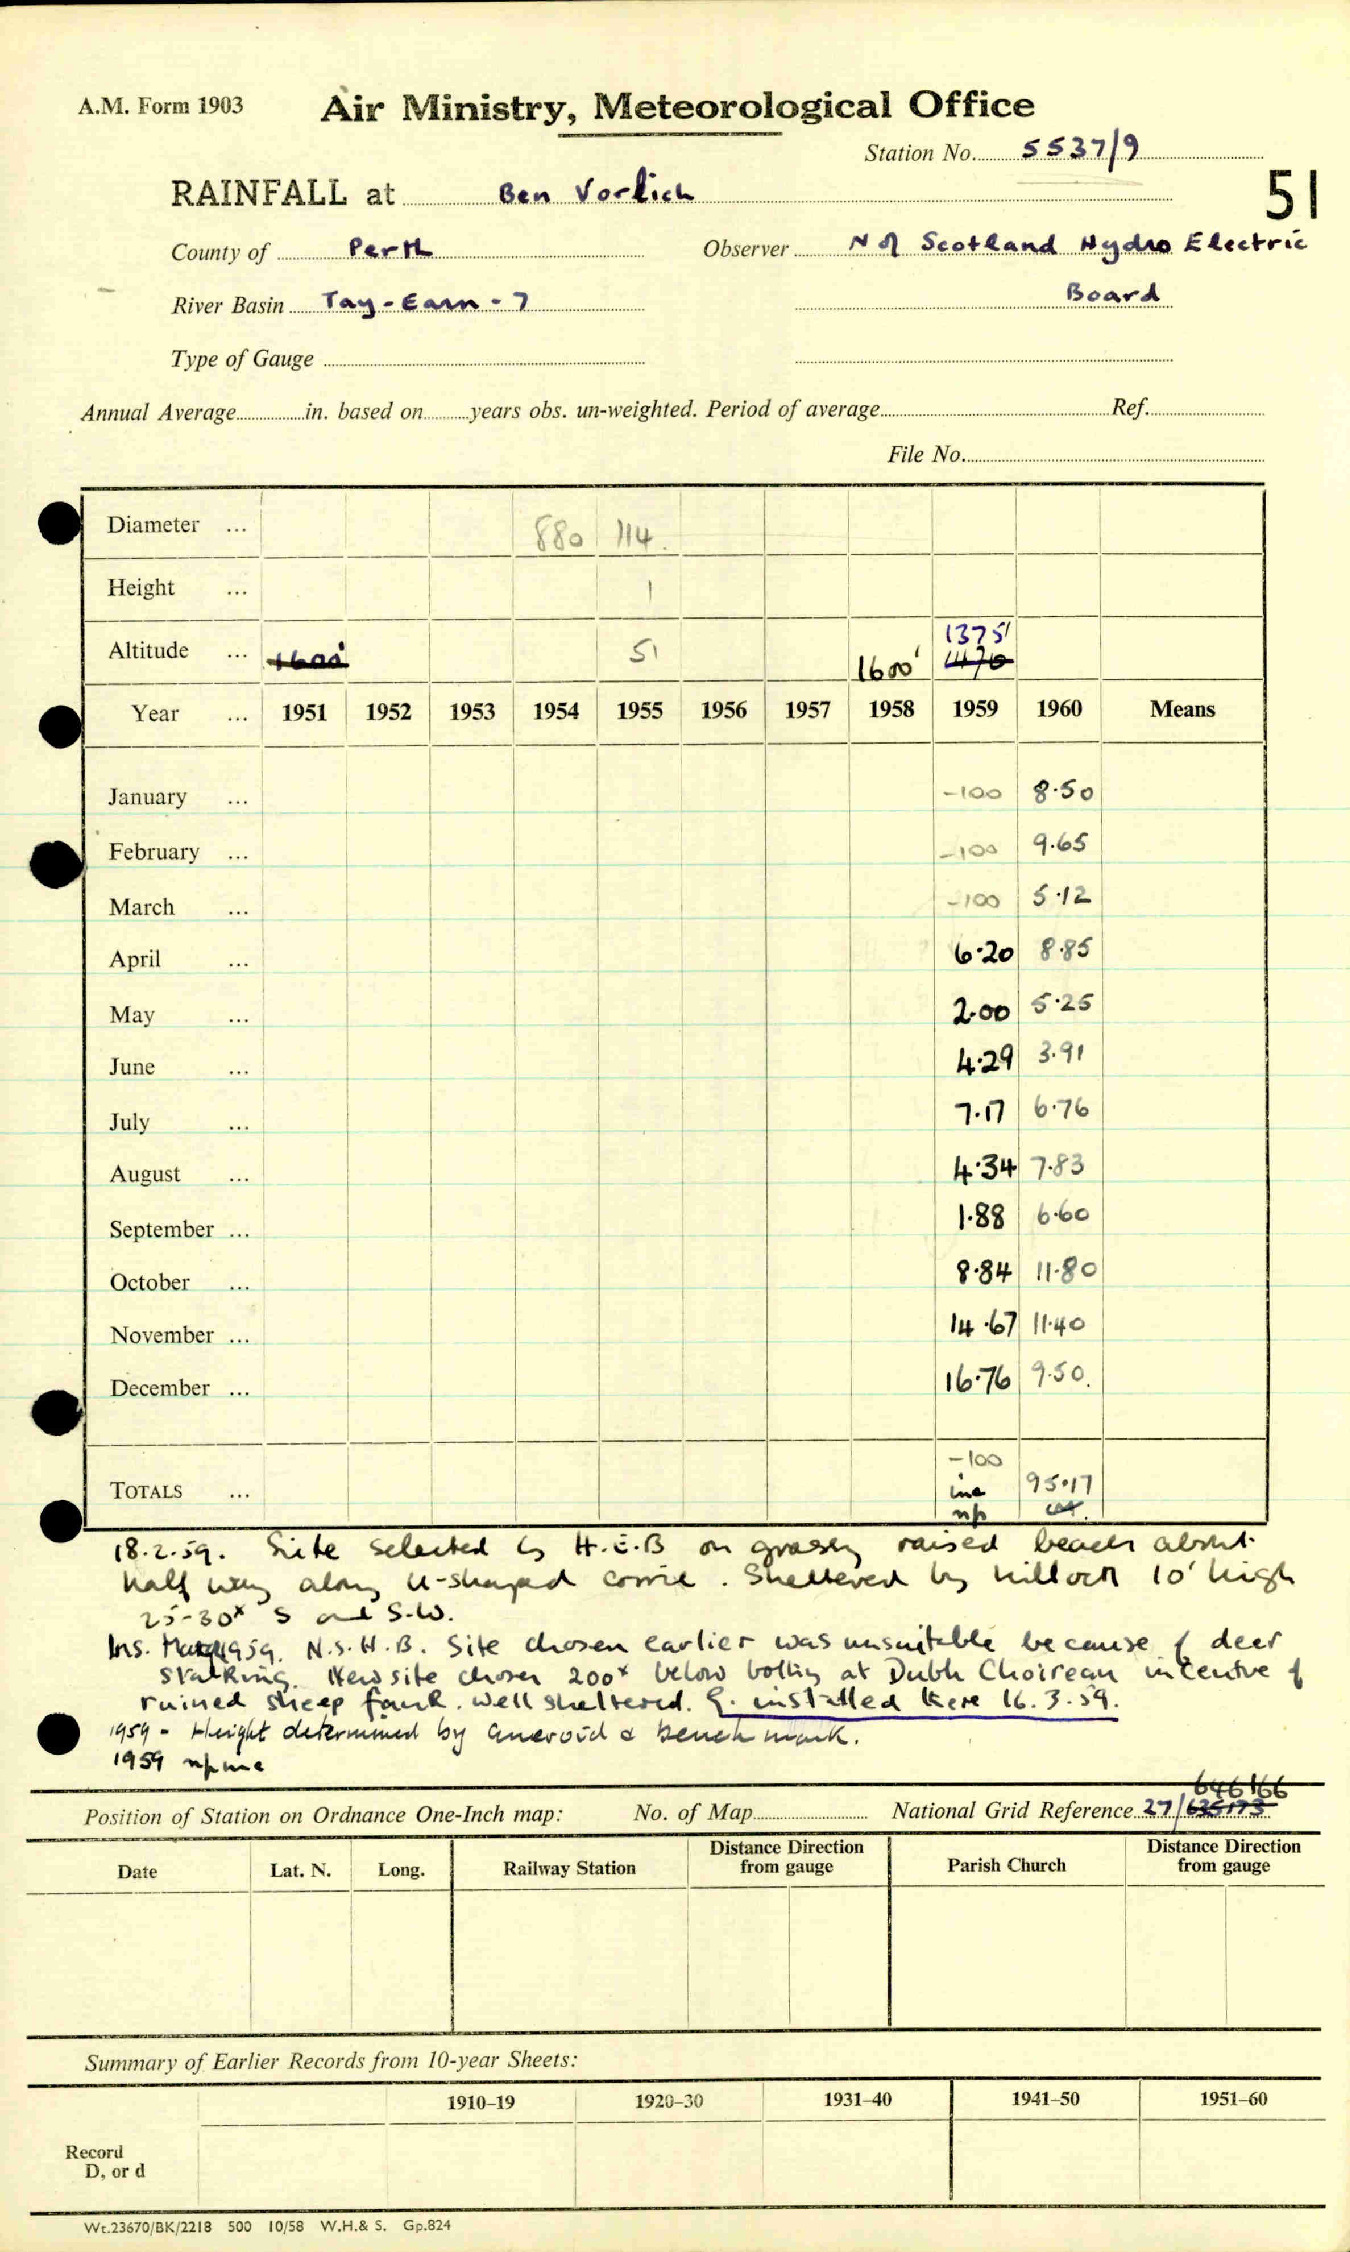 A.M. Form 1903 Air Ministry, Meteorological Office
Station No. 5537/9
RAINFALL at Ben Vorlich 51
County of Perth Observer N of Scotland Hydro Electric
River Basin Tay - Earn - 7 Board
Type of Gauge
Annual Average in. based on years obs. un-weighted. Period of average Ref.
File No.
Diameter ... 880 114
Height ... 1
1375'
Altitude ... 1600' 51 1600' 1470
Year ... 1951 1952 1953 1954 1955 1956 1957 1958 1959 1960 Means
January ... -100 8.50
February ... -100 9.65
March ... -100 5.12
April ... 6.20 8.85
May ... 2.00 5.25
June ... 4.29 3.91
July ... 7.17 6.76
August ... 4.34 7.83
September ... 1.88 6.60
October ... 8.84 11.80
November ... 14.67 11.40
December ... 16.76 9.50
-100
TOTALS ... inc 95.17
np
18.2.59. Site selected by H.E.B on grassy raised beach about
half way along U-shaped corrie. Sheltered by hillock 10' high
25-30x S and S.W.
Ins. 1959. N.S.H.B. Site chosen earlier was unsuitable because of deer
stalking. New site chosen 200x below bothy at Dubh Choirean in centre of
ruined sheep fank. Well sheltered. G. installed here 16.3.59.
1959 - Height determined by aneroid & bench mark.
1959 np inc
646166
Position of Station on Ordnance One-Inch map: No. of Map National Grid Reference 27/635173
Date Lat. N. Long. Railway Station Distance Direction from gauge Parish Church Distance Direction from gauge
Summary of Earlier Records from 10-year Sheets:
1910–19 1920–30 1931–40 1941–50 1951–60
Record
D, or d
Wt.23670/BK/2218 500 10/58 W.H.& S. Gp.824